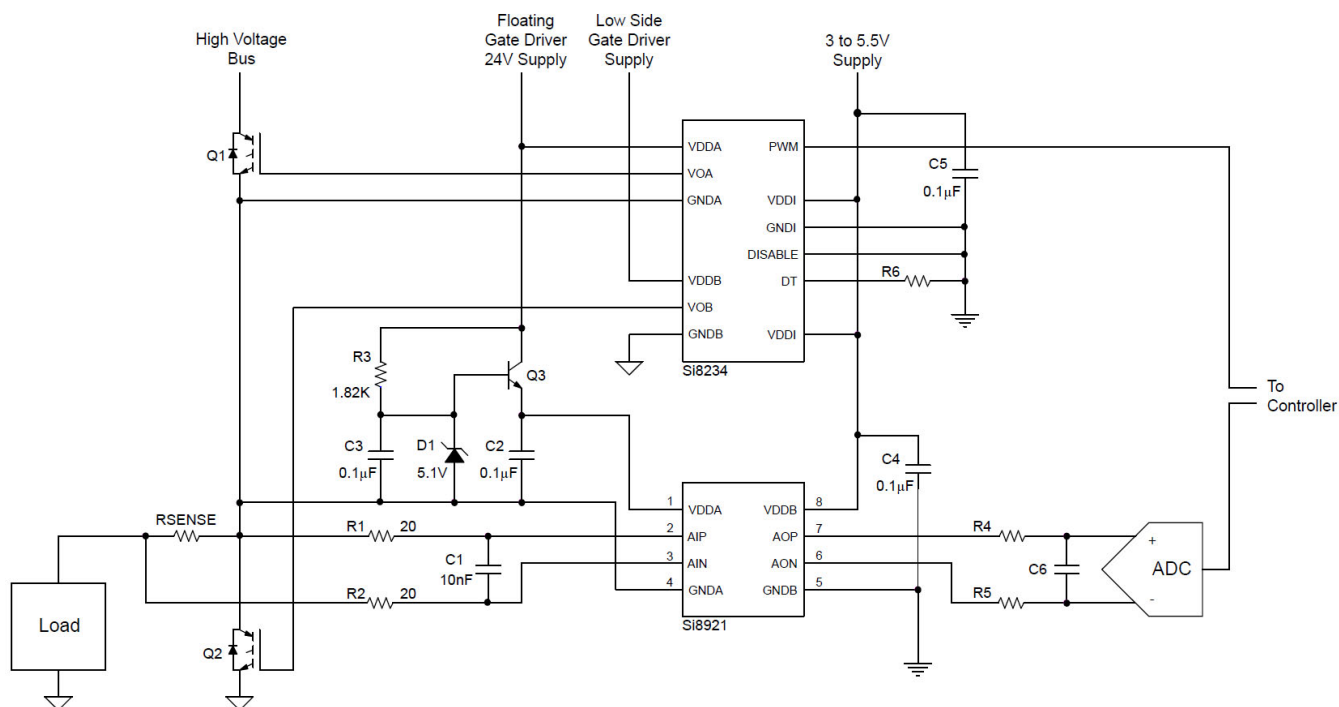 High Voltage
Bus
Floating
Gate Driver
24V Supply
Low Side
Gate Driver
Supply
3 to 5.5V
Supply
Q1
VDDA
VOA
GNDA
VDDB
VOB
GNDB
PWM
VDDI
GNDI
DISABLE
DT
VDDI
Si8234
C5
0.1µF
R6
R3
1.82K
Q3
C3
0.1µF
D1
5.1V
C2
0.1µF
C4
0.1µF
To
Controller
RSENSE
R1 20
C1
10nF
R2 20
1 VDDA
2 AIP
3 AIN
4 GNDA
VDDB 8
AOP 7
AON 6
GNDB 5
Si8921
R4
C6
R5
+
-
ADC
Load
Q2